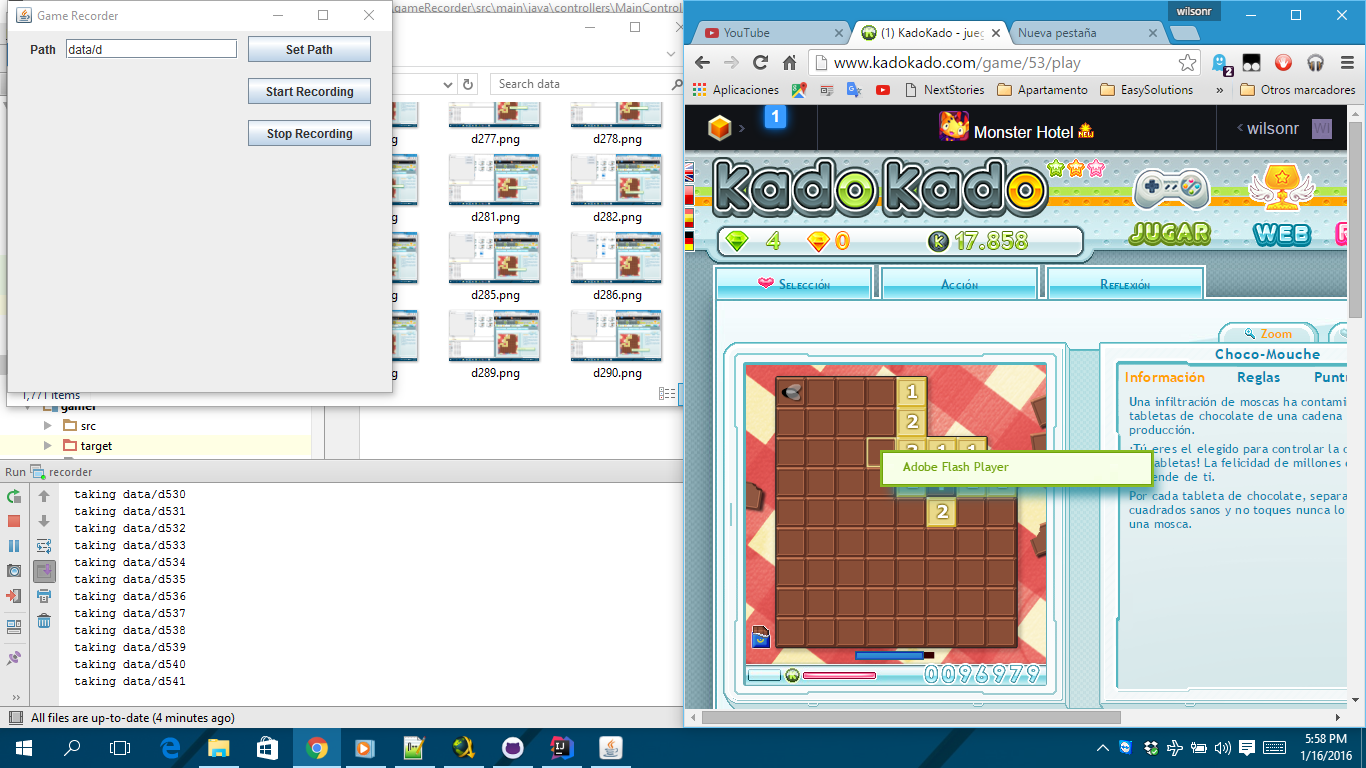 Game Recorder
Path
data/d
Set Path
Start Recording
Stop Recording
.gameRecorder\src\main\java\controllers\MainControl
Search data
d277.png
d278.png
d281.png
d282.png
d285.png
d286.png
d289.png
d290.png
1,771 items
gamer
src
target
Run
recorder
taking data/d530
taking data/d531
taking data/d532
taking data/d533
taking data/d534
taking data/d535
taking data/d536
taking data/d537
taking data/d538
taking data/d539
taking data/d540
taking data/d541
All files are up-to-date (4 minutes ago)
wilsonr
YouTube
(1) KadoKado - jueg
Nueva pestaña
www.kadokado.com/game/53/play
2
Aplicaciones
NextStories
Apartamento
EasySolutions
»
Otros marcadores
1
Monster Hotel
NEW
wilsonr
WI
KadoKado
4
0
K
17.858
JUGAR
WEB
Selección
Acción
Reflexión
Zoom
Choco-Mouche
Información
Reglas
Puntu
Una infiltración de moscas ha contami
tabletas de chocolate de una cadena
producción.
¡Tú eres el elegido para controlar la c
tabletas! La felicidad de millones
ende de ti.
Por cada tableta de chocolate, separa
cuadrados sanos y no toques nunca lo
una mosca.
1
2
Adobe Flash Player
2
0096979
5:58 PM
1/16/2016